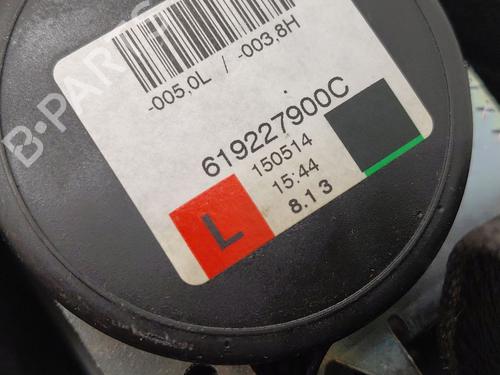 -005,0L / -003,8H
619227900C
150514
15:44
8.13
L
B-PARTS